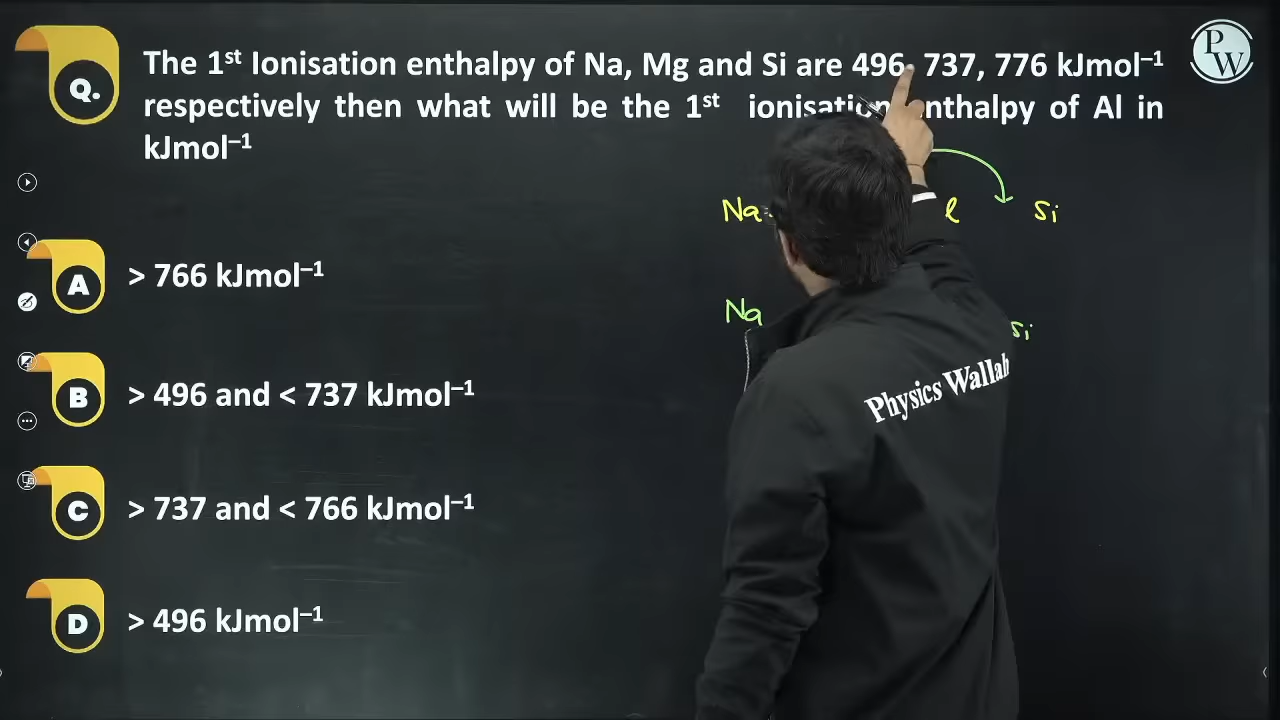 Q. The 1st Ionisation enthalpy of Na, Mg and Si are 496, 737, 776 kJmol–1
respectively then what will be the 1st ionisation enthalpy of Al in
kJmol–1
PW
Na Si
A > 766 kJmol–1
Na Si
B > 496 and < 737 kJmol–1
Physics Wallah
C > 737 and < 766 kJmol–1
D > 496 kJmol–1